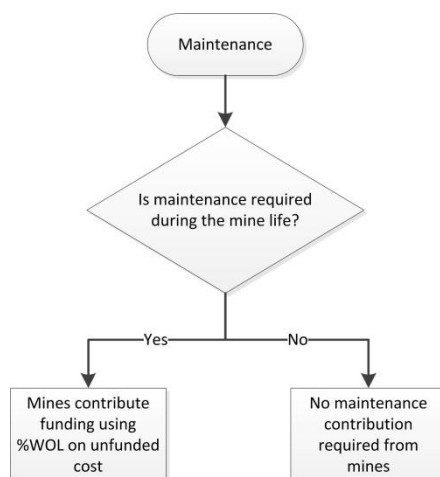 Maintenance
Is maintenance required
during the mine life?
Yes
No
Mines contribute
funding using
%WOL on unfunded
cost
No maintenance
contribution
required from
mines